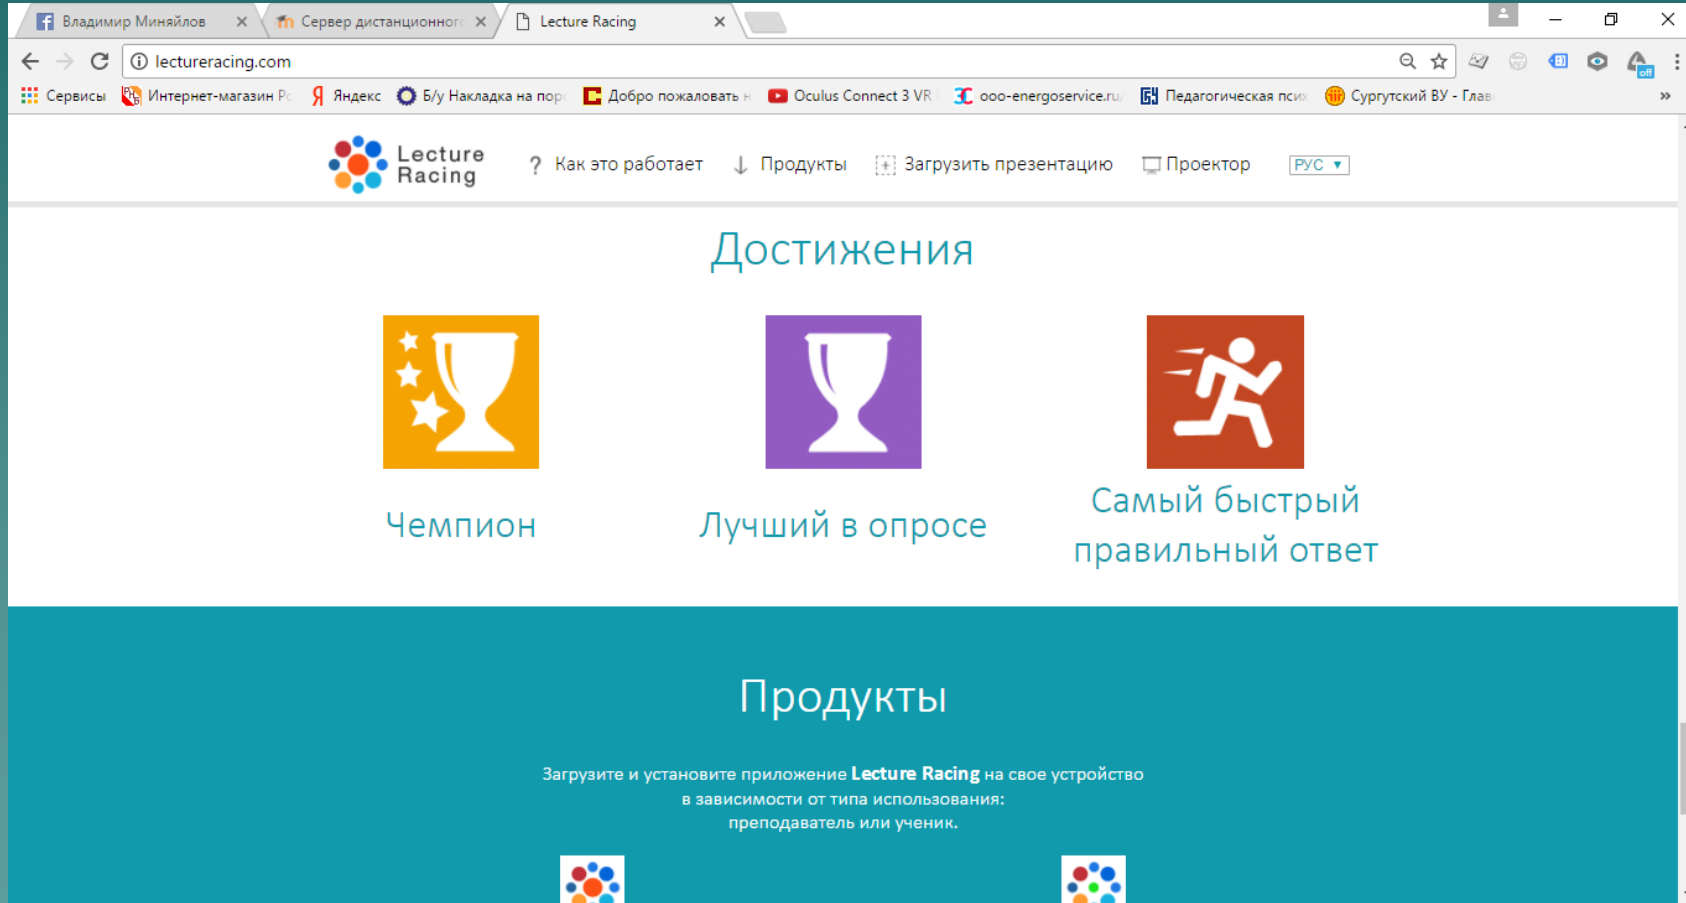 Владимир Миняйлов
Сервер дистанционног
Lecture Racing
lectureracing.com
Сервисы
Интернет-магазин Рс
Яндекс
Б/у Накладка на пор
Добро пожаловать н
Oculus Connect 3 VR
ooo-energoservice.ru/
Педагогическая псих
Сургутский ВУ - Глав
off
Lecture
Racing
? Как это работает
Продукты
Загрузить презентацию
Проектор
РУС
Достижения
Чемпион
Лучший в опросе
Самый быстрый
правильный ответ
Продукты
Загрузите и установите приложение Lecture Racing на свое устройство
в зависимости от типа использования:
преподаватель или ученик.